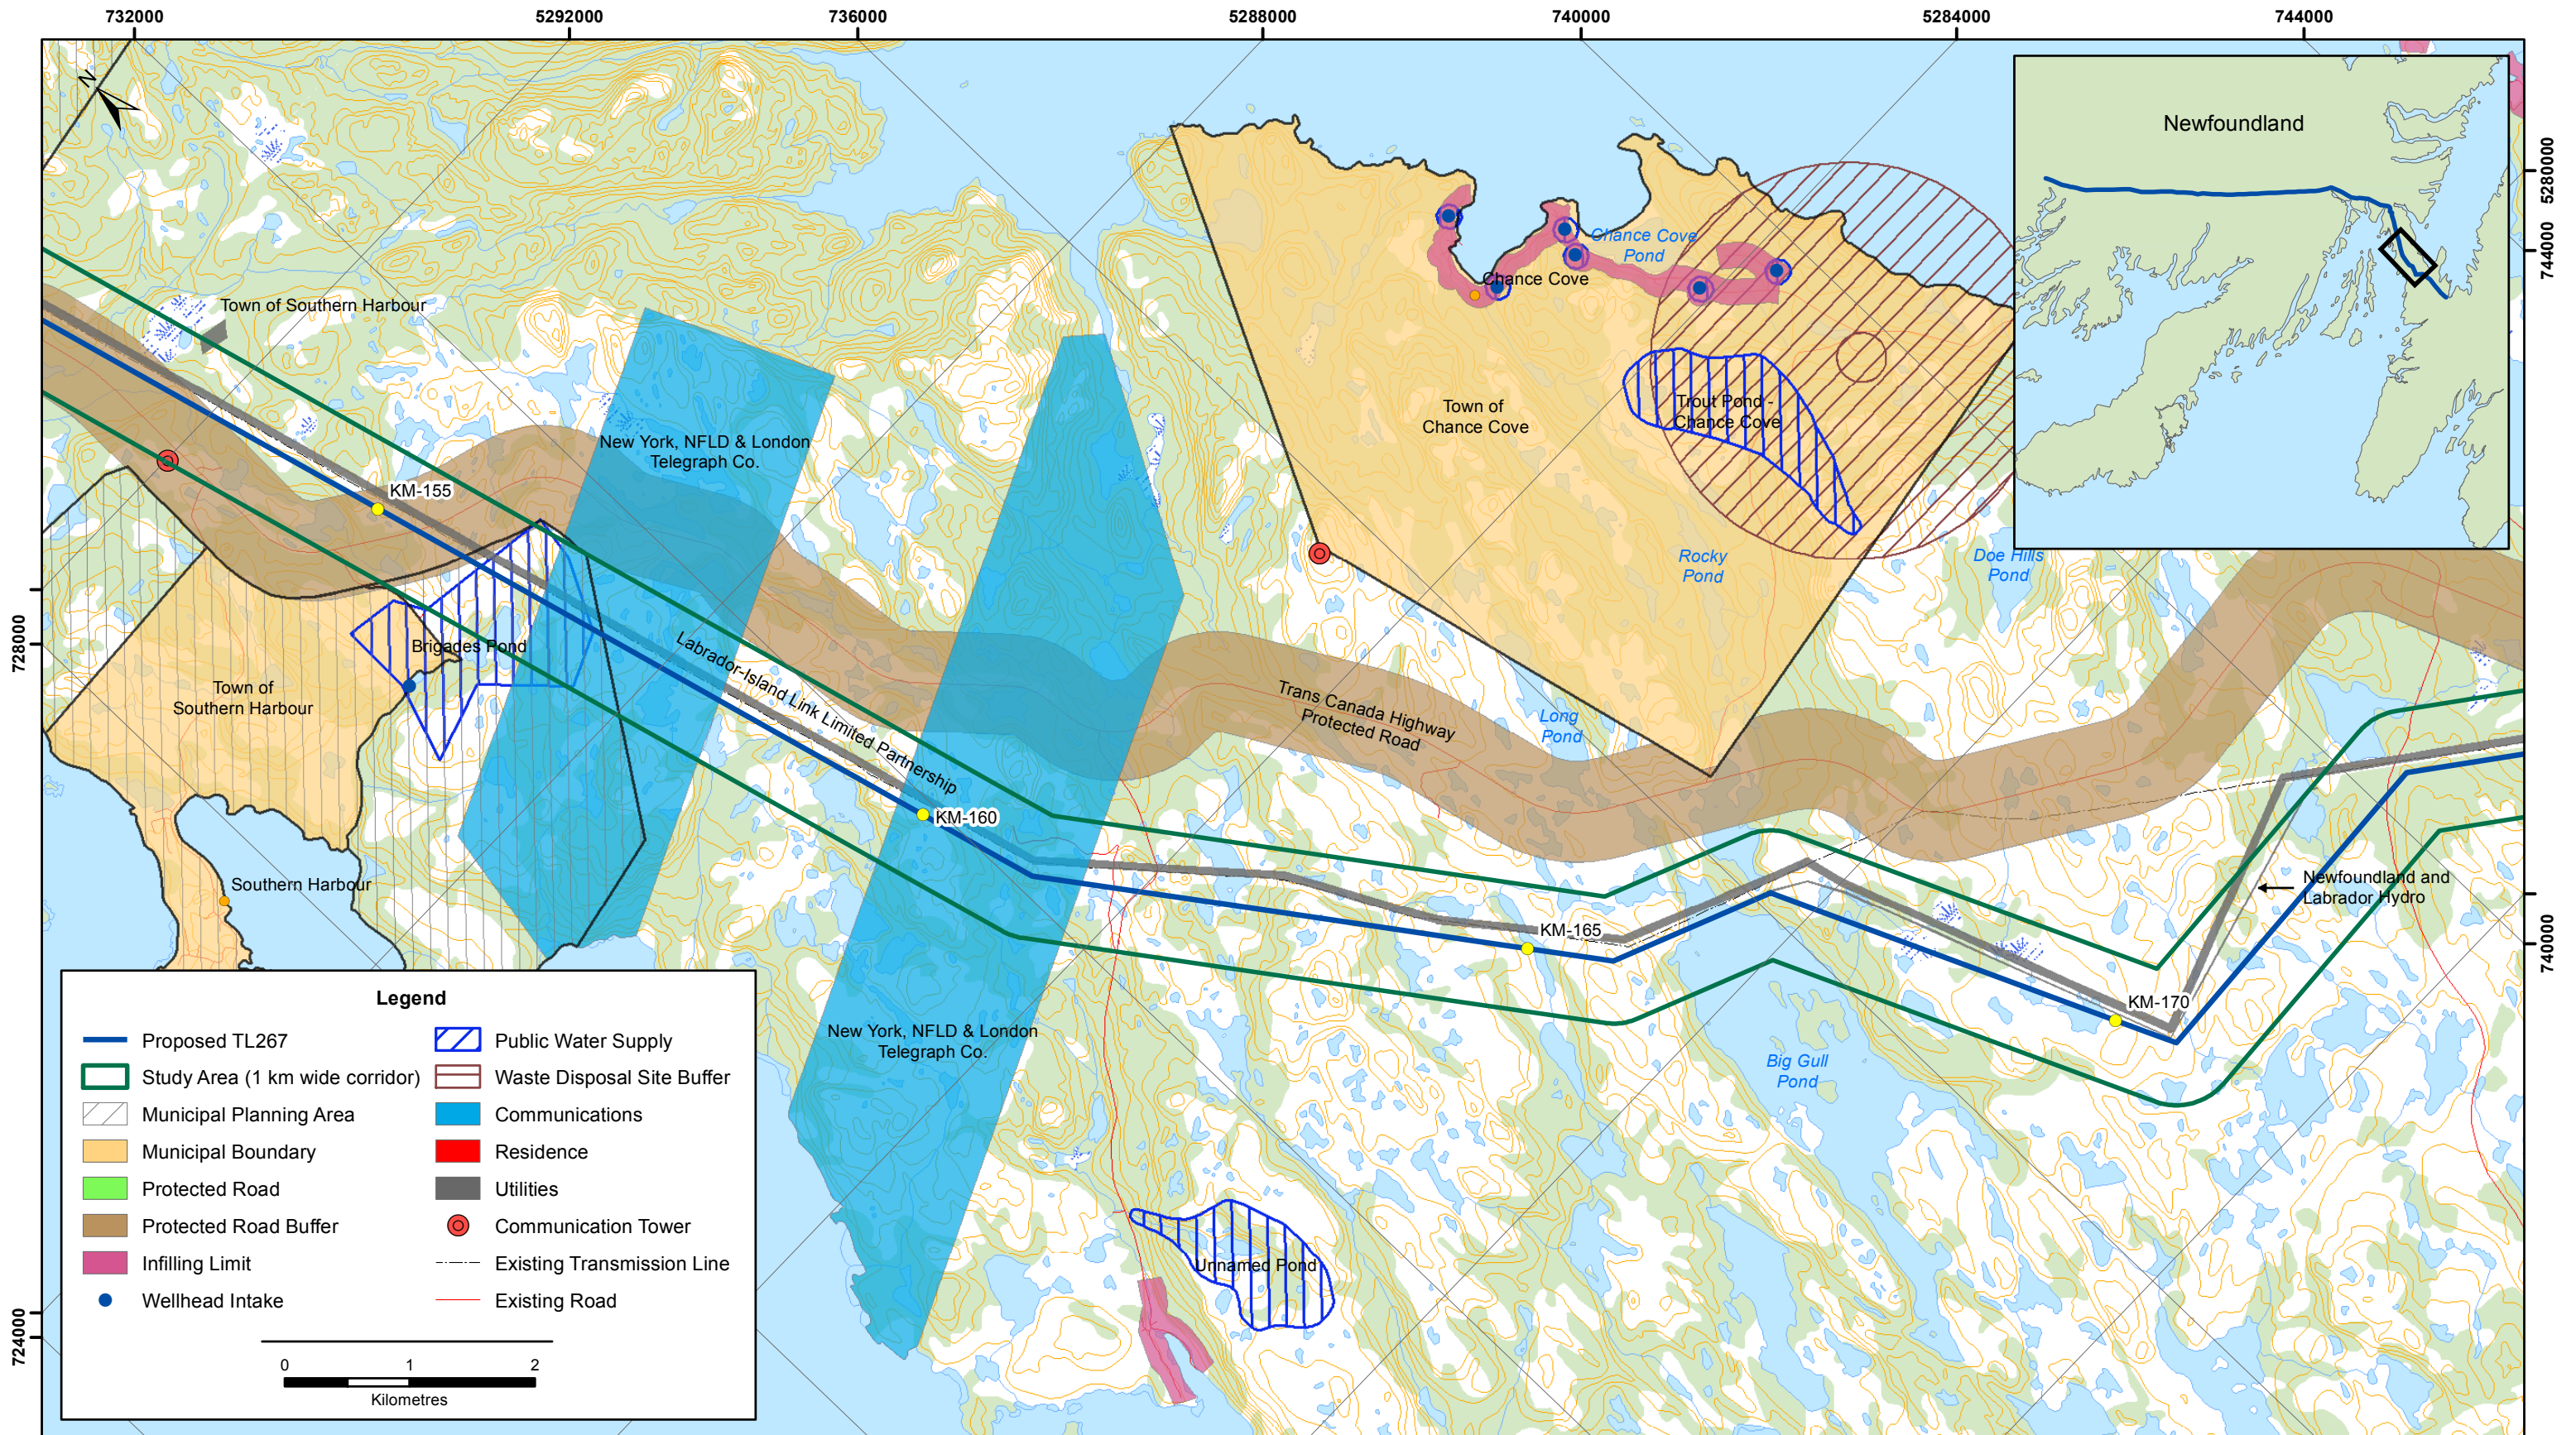 732000
5292000
736000
5288000
740000
5284000
744000
N
Newfoundland
5280000
744000
Chance Cove
Pond
Chance Cove
Town of Southern Harbour
Town of
Chance Cove
Trout Pond -
Chance Cove
New York, NFLD & London
Telegraph Co.
KM-155
Rocky
Pond
Doe Hills
Pond
728000
Brigades Pond
Town of
Southern Harbour
Labrador-Island Link Limited Partnership
Trans Canada Highway
Protected Road
Long
Pond
KM-160
Southern Harbour
Newfoundland and
Labrador Hydro
KM-165
740000
KM-170
New York, NFLD & London
Telegraph Co.
Big Gull
Pond
Unnamed Pond
724000
Legend
Proposed TL267
Study Area (1 km wide corridor)
Municipal Planning Area
Municipal Boundary
Protected Road
Protected Road Buffer
Infilling Limit
Wellhead Intake
Public Water Supply
Waste Disposal Site Buffer
Communications
Residence
Utilities
Communication Tower
Existing Transmission Line
Existing Road
0 1 2
Kilometres